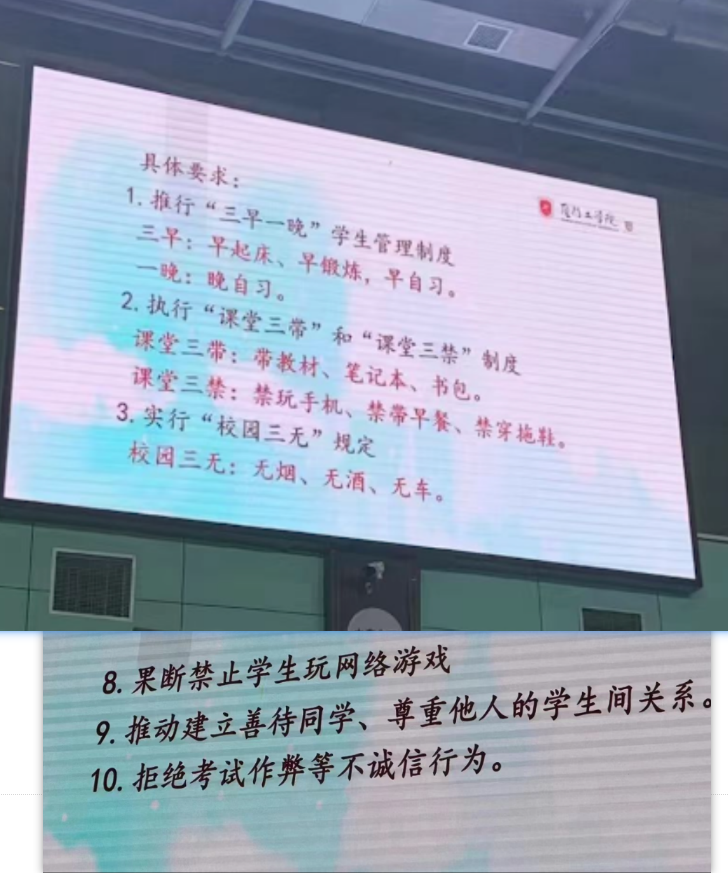 具体要求：
1. 推行“三早一晚”学生管理制度
三早：早起床、早锻炼，早自习。
一晚：晚自习。
2. 执行“课堂三带”和“课堂三禁”制度
课堂三带：带教材、笔记本、书包。
课堂三禁：禁玩手机、禁带早餐、禁穿拖鞋。
3. 实行“校园三无”规定
校园三无：无烟、无酒、无车。
8. 果断禁止学生玩网络游戏
9. 推动建立善待同学、尊重他人的学生间关系。
10. 拒绝考试作弊等不诚信行为。